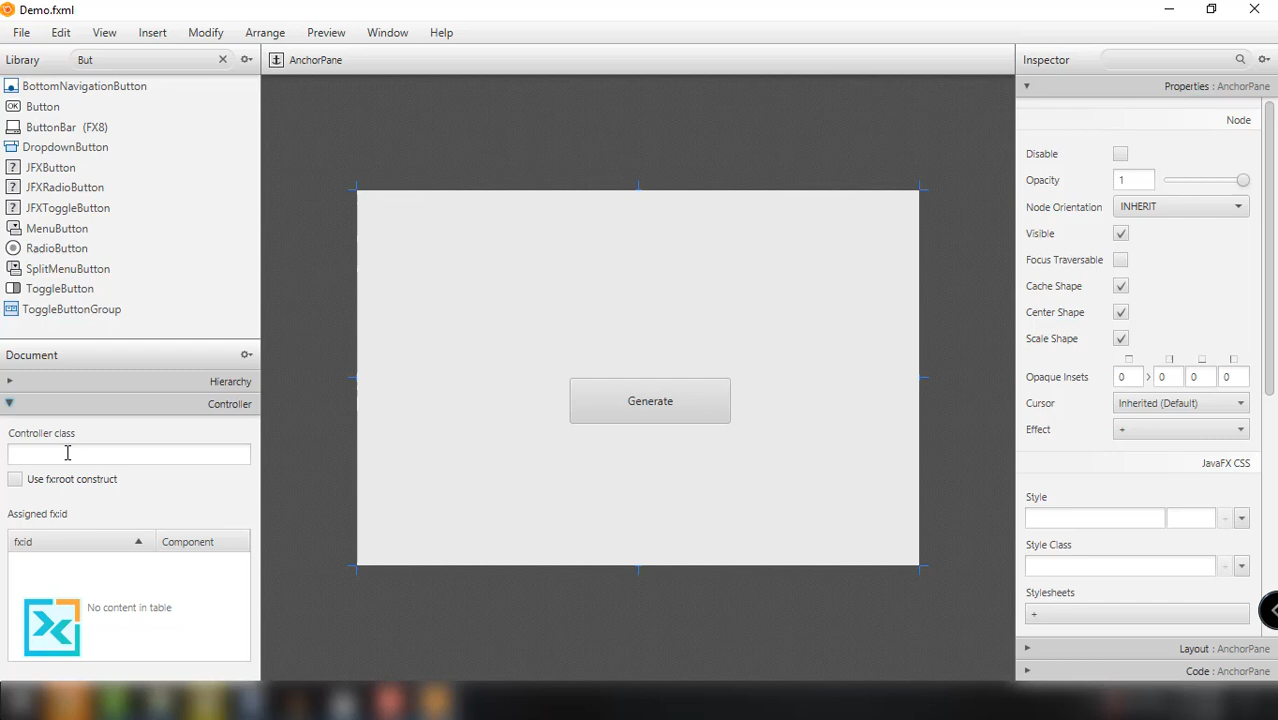 Demo.fxml
File Edit View Insert Modify Arrange Preview Window Help
Library But
AnchorPane
Inspector
BottomNavigationButton
OK Button
ButtonBar (FX8)
DropdownButton
? JFXButton
? JFXRadioButton
? JFXToggleButton
MenuButton
RadioButton
SplitMenuButton
ToggleButton
ToggleButtonGroup
Document
Hierarchy
Controller
Controller class
Use fx:root construct
Assigned fx:id
fx:id Component
No content in table
Generate
Properties : AnchorPane
Node
Disable
Opacity 1
Node Orientation INHERIT
Visible
Focus Traversable
Cache Shape
Center Shape
Scale Shape
Opaque Insets 0 0 0 0
Cursor Inherited (Default)
Effect +
JavaFX CSS
Style
Style Class
Stylesheets
+
Layout : AnchorPane
Code : AnchorPane